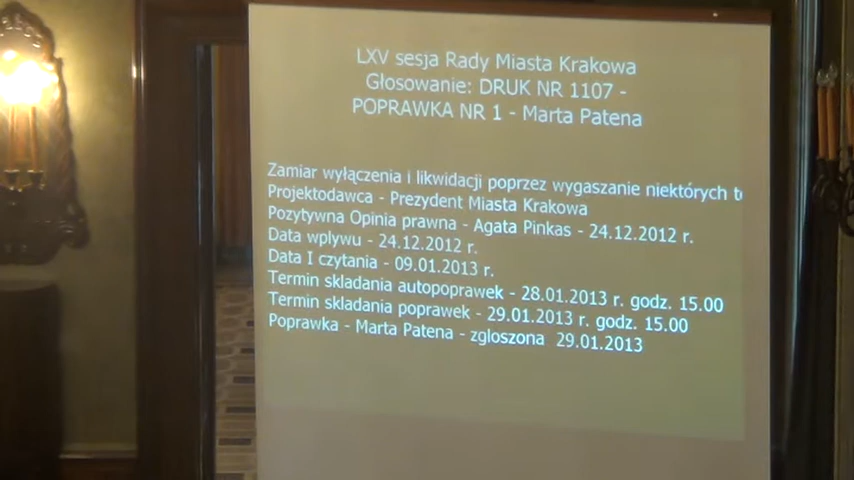 LXV sesja Rady Miasta Krakowa
Głosowanie: DRUK NR 1107 -
POPRAWKA NR 1 - Marta Patena
Zamiar wyłączenia i likwidacji poprzez wygaszanie niektórych
Projektodawca - Prezydent Miasta Krakowa
Pozytywna Opinia prawna - Agata Pinkas - 24.12.2012 r.
Data wplywu - 24.12.2012 r.
Data I czytania - 09.01.2013 r.
Termin skladania autopoprawek - 28.01.2013 r. godz. 15.00
Termin skladania poprawek - 29.01.2013 r. godz. 15.00
Poprawka - Marta Patena - zgloszona 29.01.2013